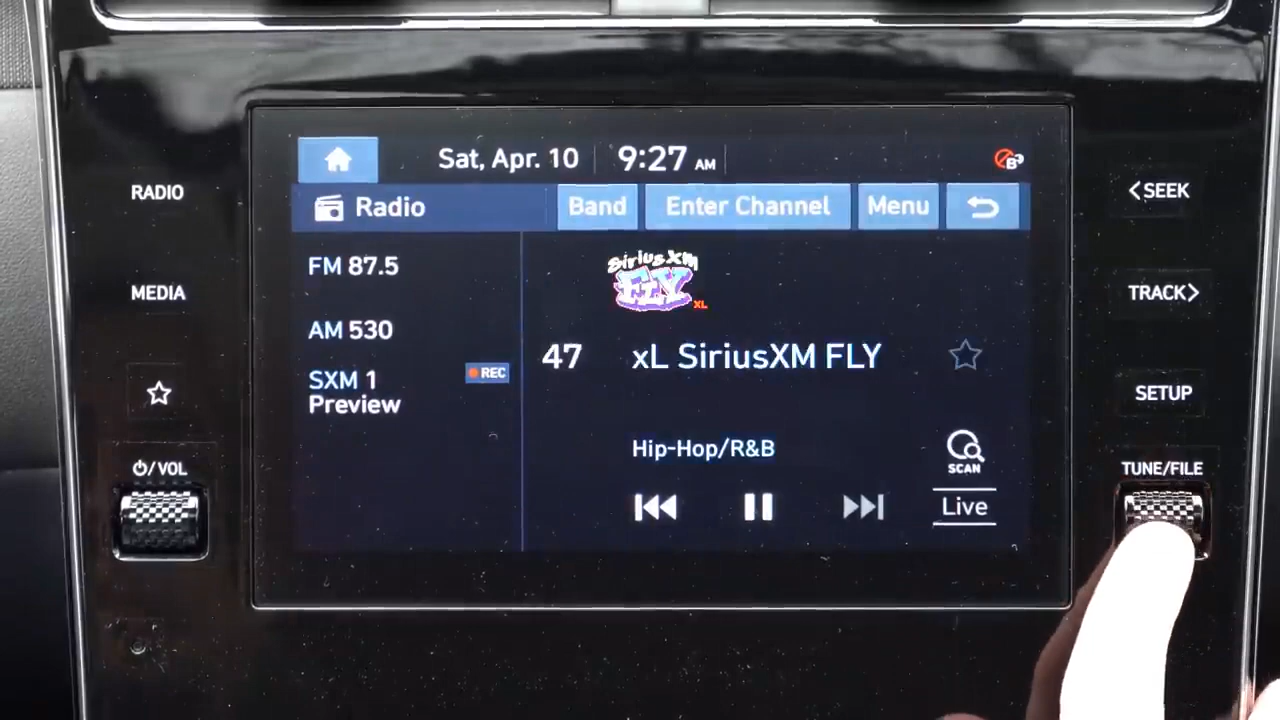 Sat, Apr. 10 9:27 AM
B
RADIO
<SEEK
Radio Band Enter Channel Menu
FM 87.5
SiriusXM
FLY
XL
MEDIA
TRACK>
AM 530
47 xL SiriusXM FLY
SXM 1
Preview
REC
SETUP
Hip-Hop/R&B
SCAN
/VOL
TUNE/FILE
Live